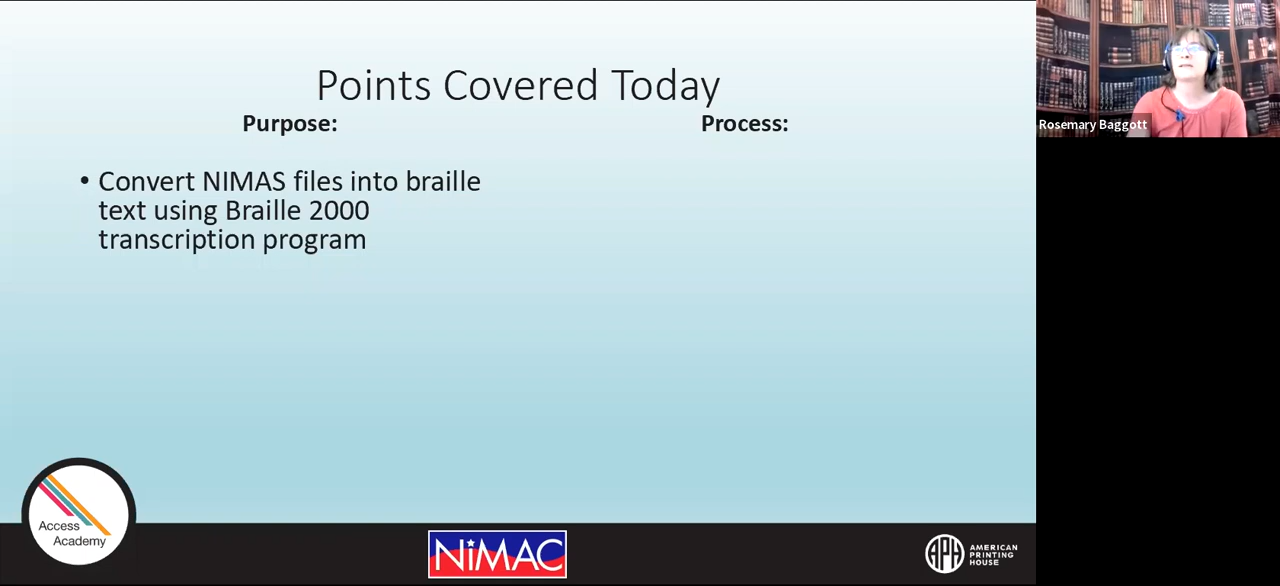 Points Covered Today
Purpose:
Process:
• Convert NIMAS files into braille
text using Braille 2000
transcription program
Rosemary Baggott
Access
Academy
NiMAC
APH
AMERICAN
PRINTING
HOUSE